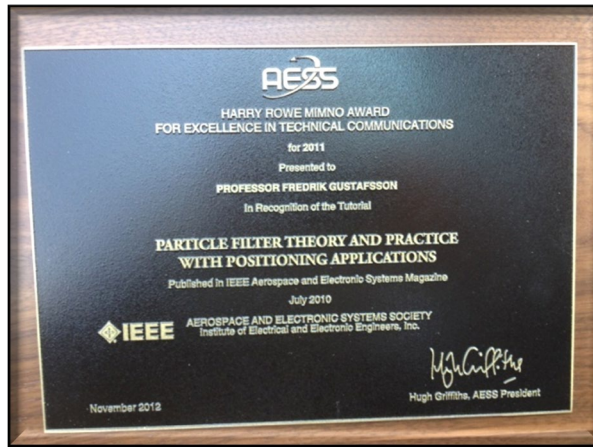 AESS
HARRY ROWE MIMNO AWARD
FOR EXCELLENCE IN TECHNICAL COMMUNICATIONS
for 2011
Presented to
PROFESSOR FREDRIK GUSTAFSSON
In Recognition of the Tutorial
PARTICLE FILTER THEORY AND PRACTICE
WITH POSITIONING APPLICATIONS
Published in IEEE Aerospace and Electronic Systems Magazine
July 2010
IEEE
AEROSPACE AND ELECTRONIC SYSTEMS SOCIETY
Institute of Electrical and Electronic Engineers, Inc.
Hugh Griffiths
Hugh Griffiths, AESS President
November 2012